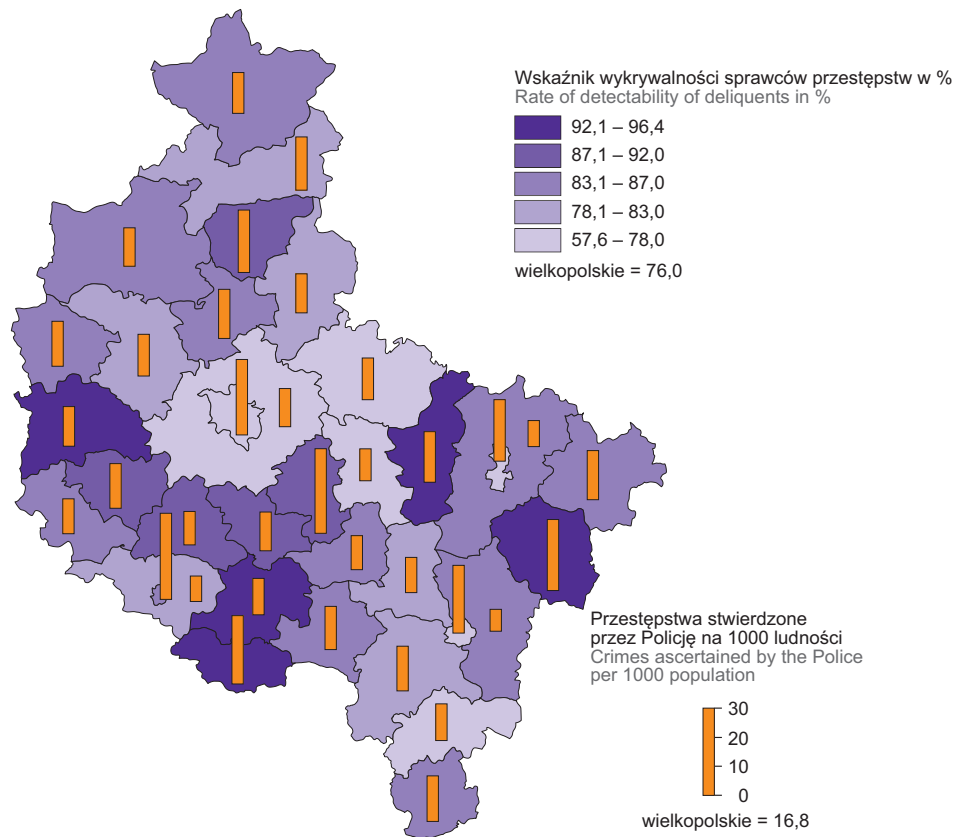 Wskaźnik wykrywalności sprawców przestępstw w %
Rate of detectability of deliquents in %
92,1 – 96,4
87,1 – 92,0
83,1 – 87,0
78,1 – 83,0
57,6 – 78,0
wielkopolskie = 76,0
Przestępstwa stwierdzone
przez Policję na 1000 ludności
Crimes ascertained by the Police
per 1000 population
30
20
10
0
wielkopolskie = 16,8